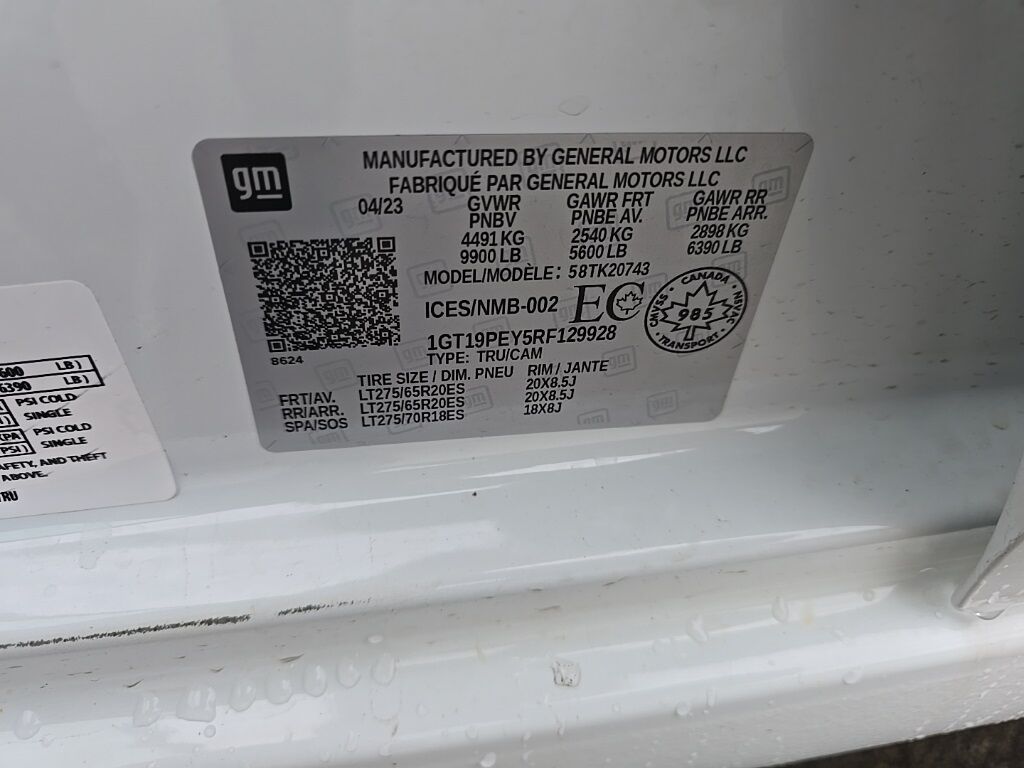 gm
MANUFACTURED BY GENERAL MOTORS LLC
FABRIQUÉ PAR GENERAL MOTORS LLC
04/23 GVWR GAWR FRT GAWR RR
PNBV PNBE AV. PNBE ARR.
4491 KG 2540 KG 2898 KG
9900 LB 5600 LB 6390 LB
MODEL/MODÈLE: 58TK20743
ICES/NMB-002 EC
CANADA
985
TRANSPORT
1GT19PEY5RF129928
8624
TYPE: TRU/CAM
TIRE SIZE / DIM. PNEU RIM / JANTE
FRT/AV. LT275/65R20ES 20X8.5J
RR/ARR. LT275/65R20ES 20X8.5J
SPA/SOS LT275/70R18ES 18X8J
600 LB)
6390 LB)
PSI COLD
SINGLE
PSI COLD
PSI) SINGLE
AND THEFT
ABOVE.
TRU